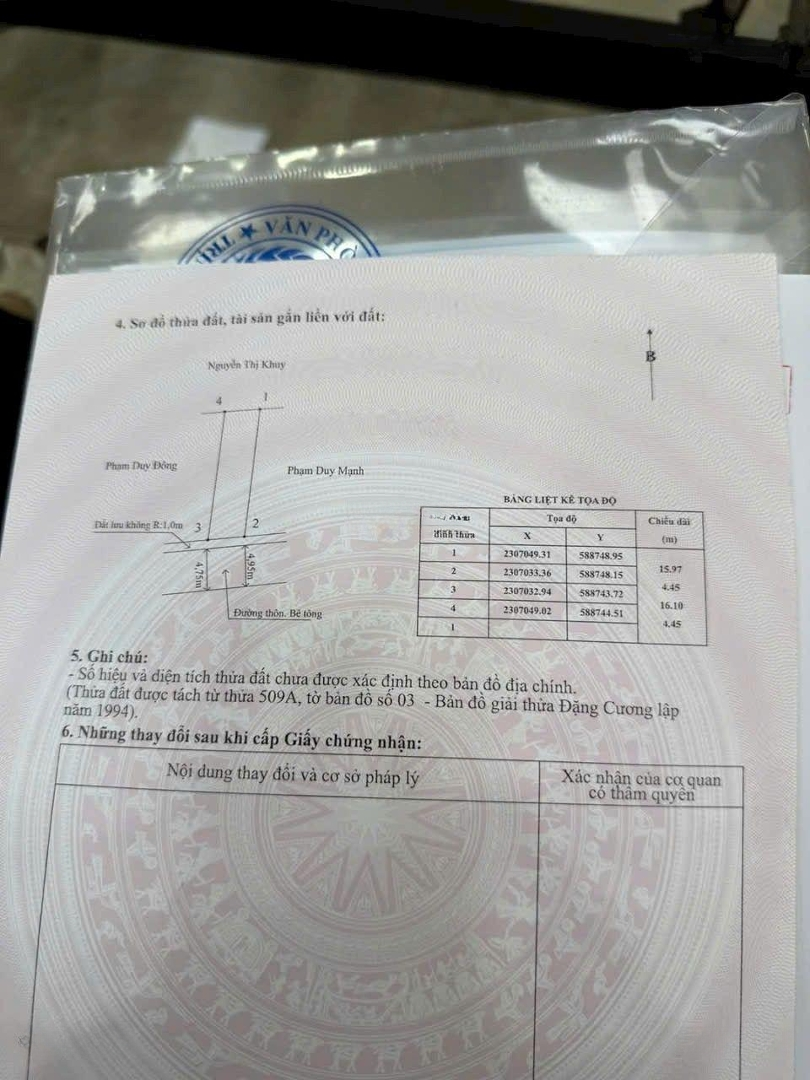 ★ VĂN PHÒ
4. Sơ đồ thửa đất, tài sản gắn liền với đất:
B
Nguyễn Thị Khuy
4 1
Phạm Duy Đông
Phạm Duy Mạnh
Đất lưu không R:1,0m 3 2
4.75m 4.95m
Đường thôn. Bê tông
BẢNG LIỆT KÊ TỌA ĐỘ
Tọa độ Chiều dài
đỉnh thửa X Y (m)
1 2307049.31 588748.95
15.97
2 2307033.36 588748.15
4.45
3 2307032.94 588743.72
16.10
4 2307049.02 588744.51
4.45
1
5. Ghi chú:
- Số hiệu và diện tích thửa đất chưa được xác định theo bản đồ địa chính.
(Thửa đất được tách từ thửa 509A, tờ bản đồ số 03 - Bản đồ giải thửa Đặng Cương lập
năm 1994).
6. Những thay đổi sau khi cấp Giấy chứng nhận:
Nội dung thay đổi và cơ sở pháp lý
Xác nhận của cơ quan
có thẩm quyền